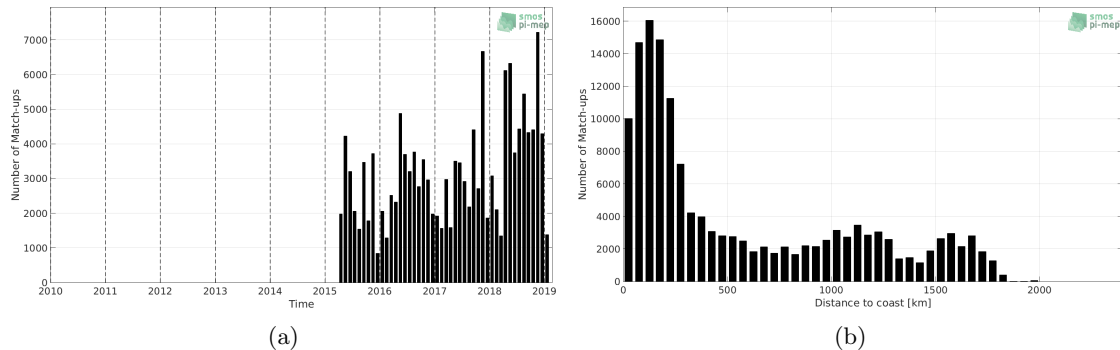 smos
pi-mep
Number of Match-ups
7000
6000
5000
4000
3000
2000
1000
0
2010 2011 2012 2013 2014 2015 2016 2017 2018 2019
Time
(a)
smos
pi-mep
Number of Match-ups
16000
14000
12000
10000
8000
6000
4000
2000
0
0 500 1000 1500 2000
Distance to coast [km]
(b)